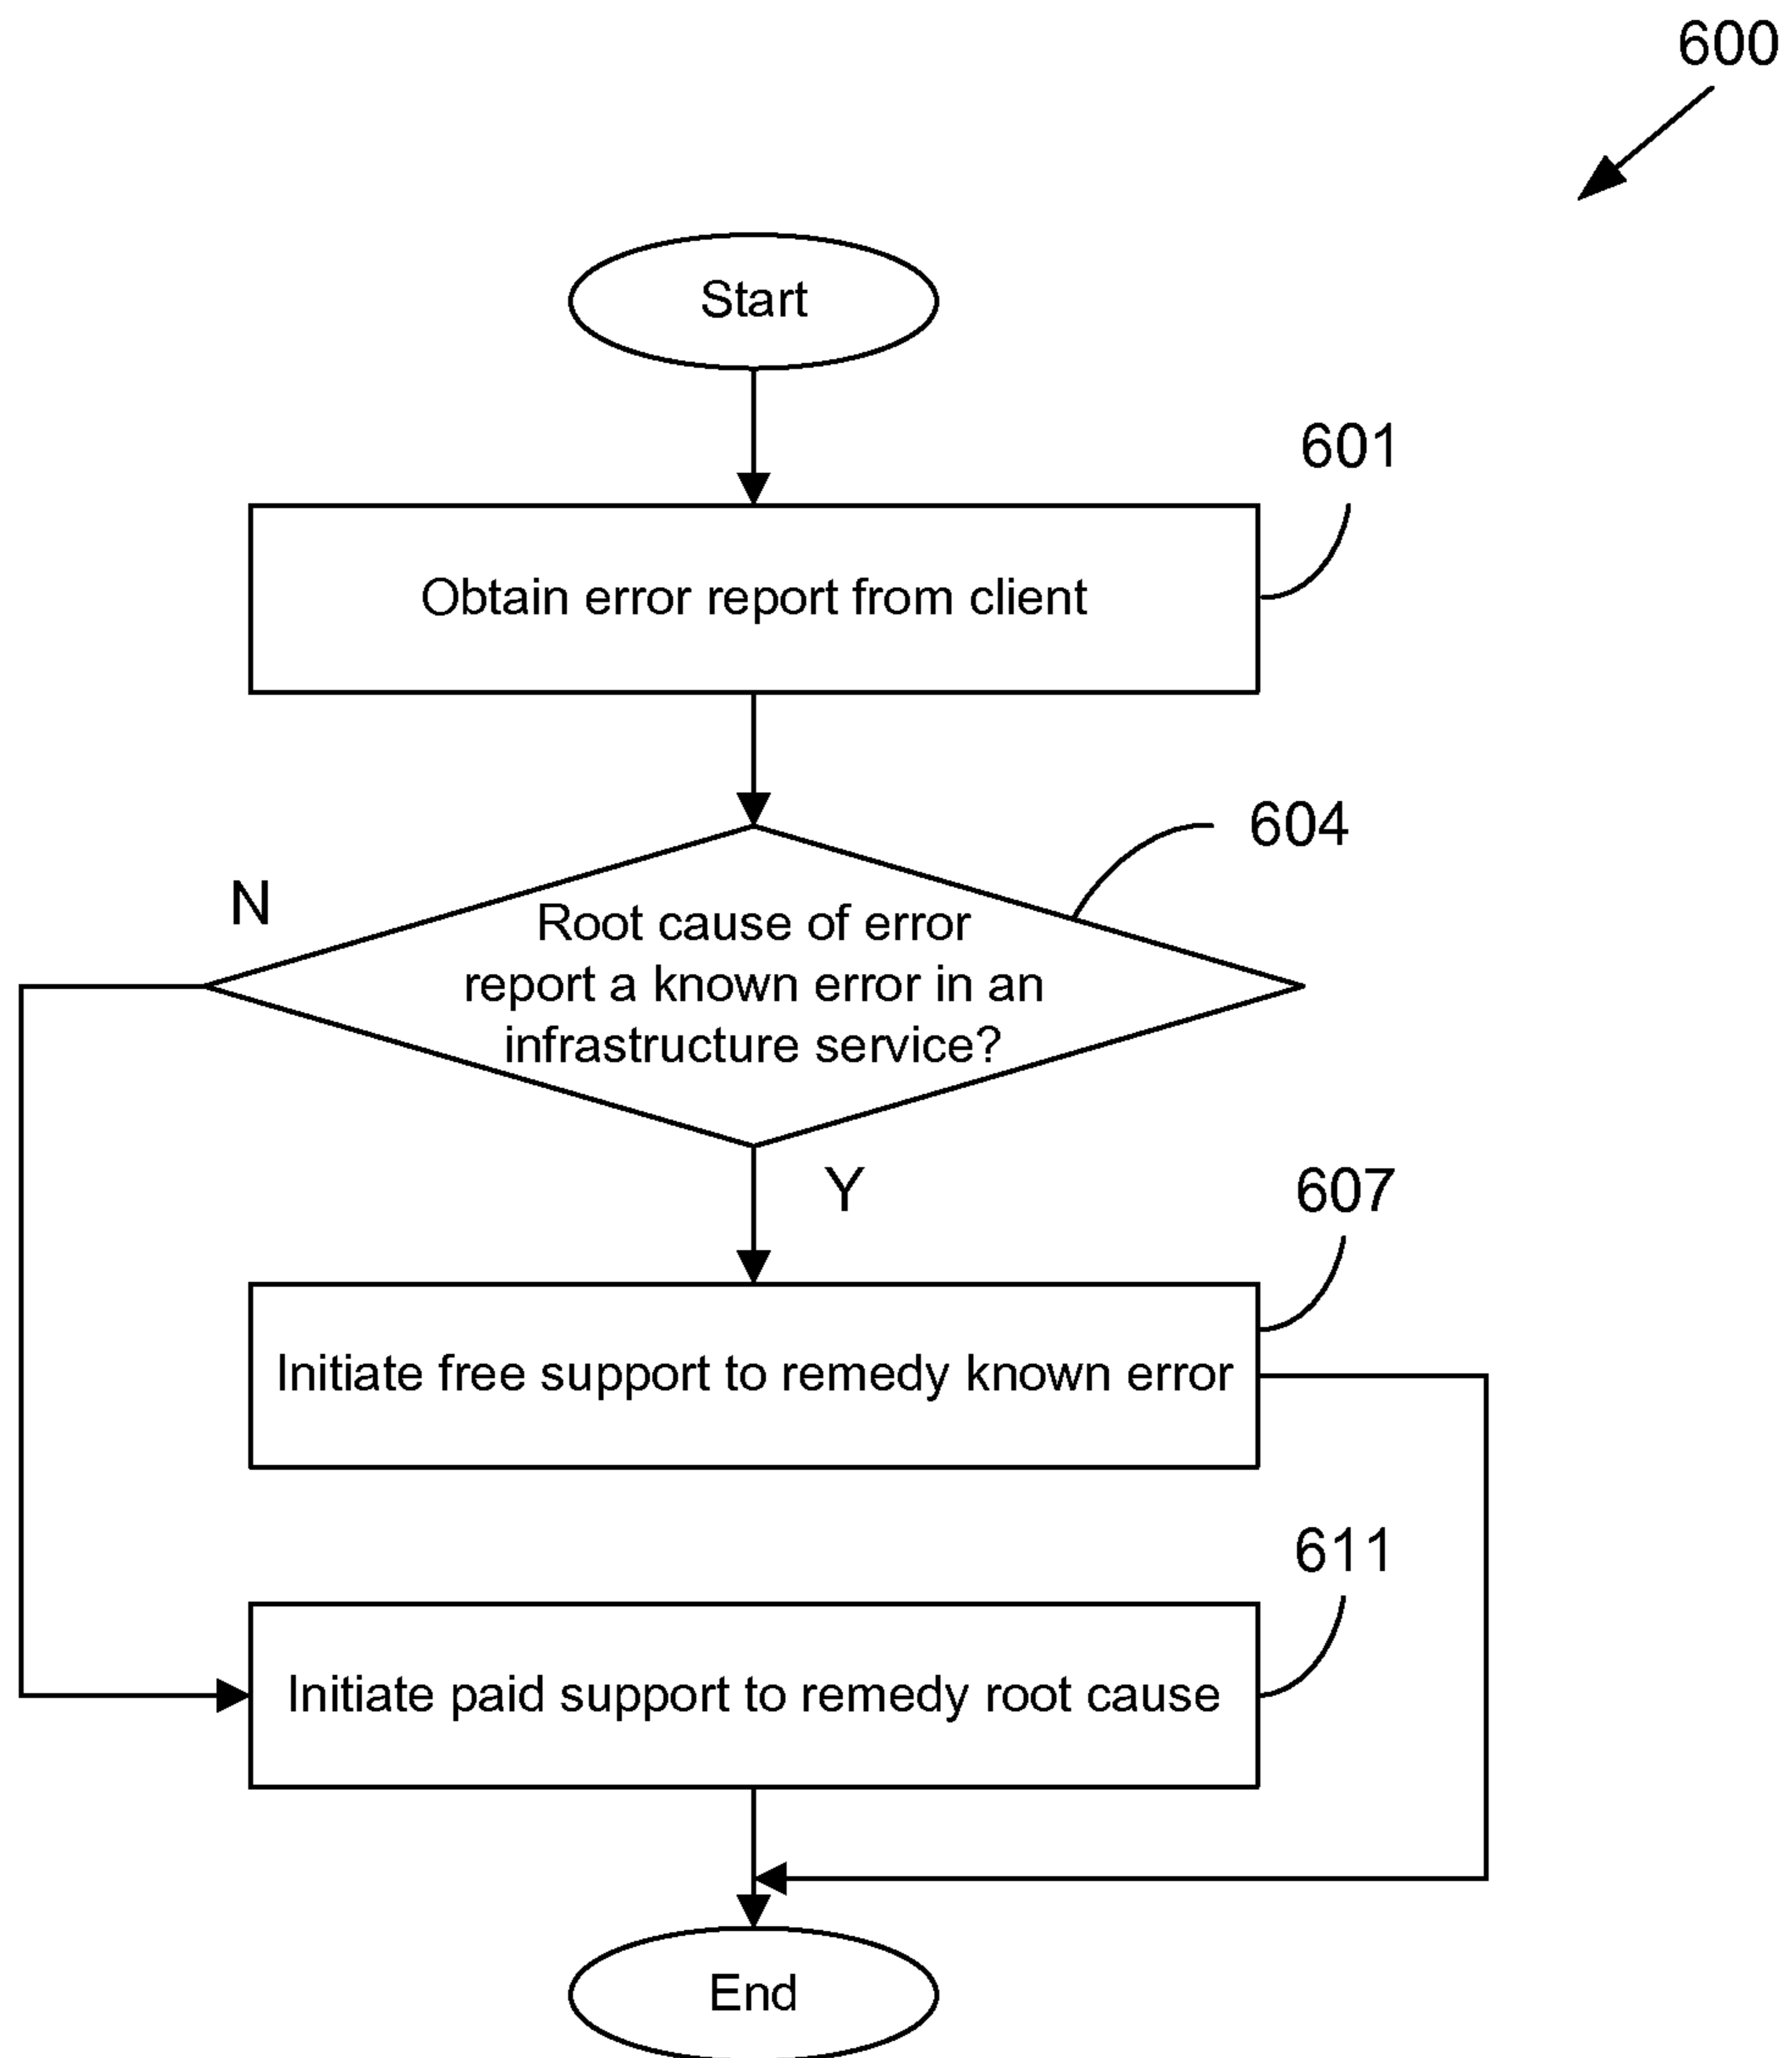 600
Start
601
Obtain error report from client
604
N
Root cause of error
report a known error in an
infrastructure service?
Y
607
Initiate free support to remedy known error
611
Initiate paid support to remedy root cause
End